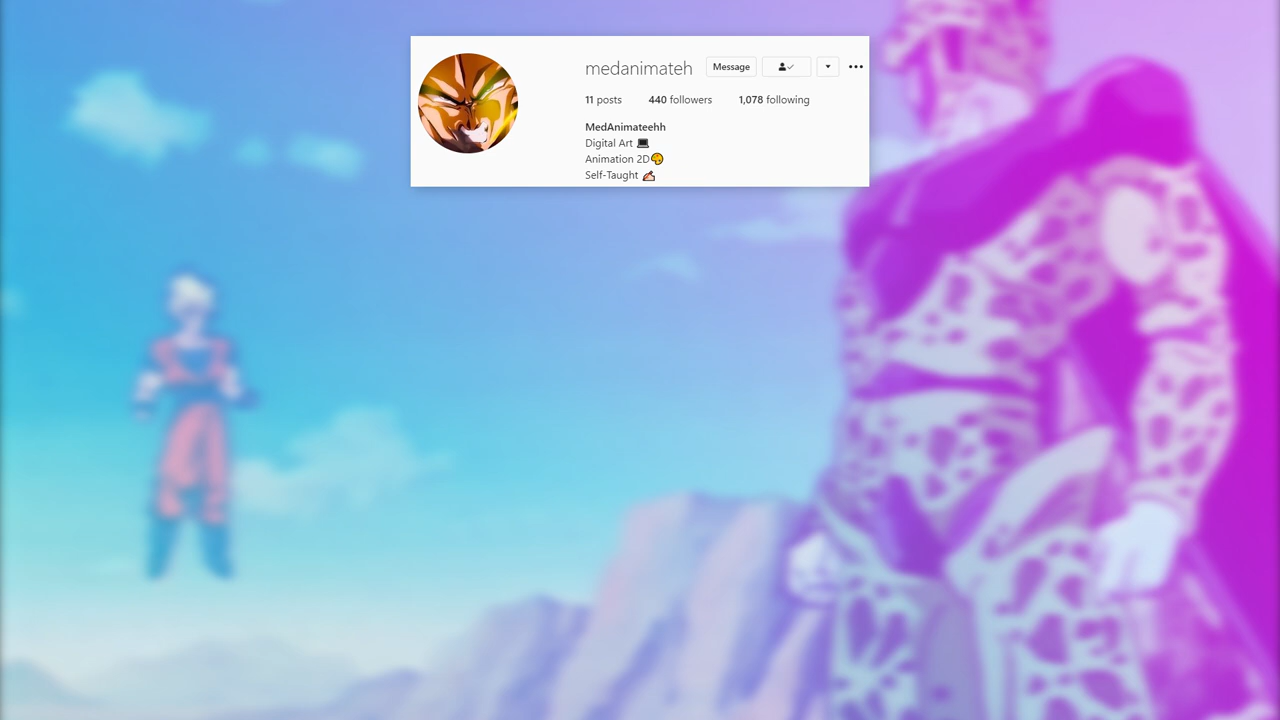 medanimateh Message
11 posts 440 followers 1,078 following
MedAnimateehh
Digital Art 💻
Animation 2D🎨
Self-Taught ✍🏻